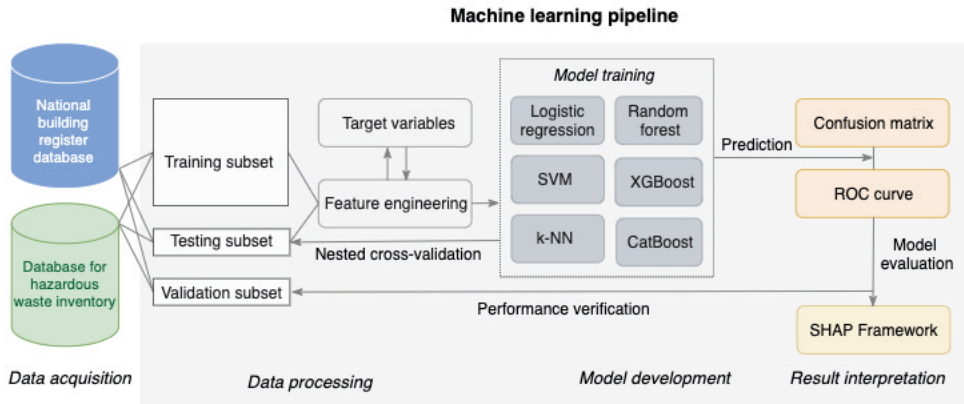 Machine learning pipeline
National
building
register
database
Database for
hazardous
waste inventory
Data acquisition
Training subset
Testing subset
Validation subset
Target variables
Feature engineering
Nested cross-validation
Performance verification
Data processing
Model training
Logistic
regression
Random
forest
SVM
XGBoost
k-NN
CatBoost
Model development
Prediction
Confusion matrix
ROC curve
Model
evaluation
SHAP Framework
Result interpretation